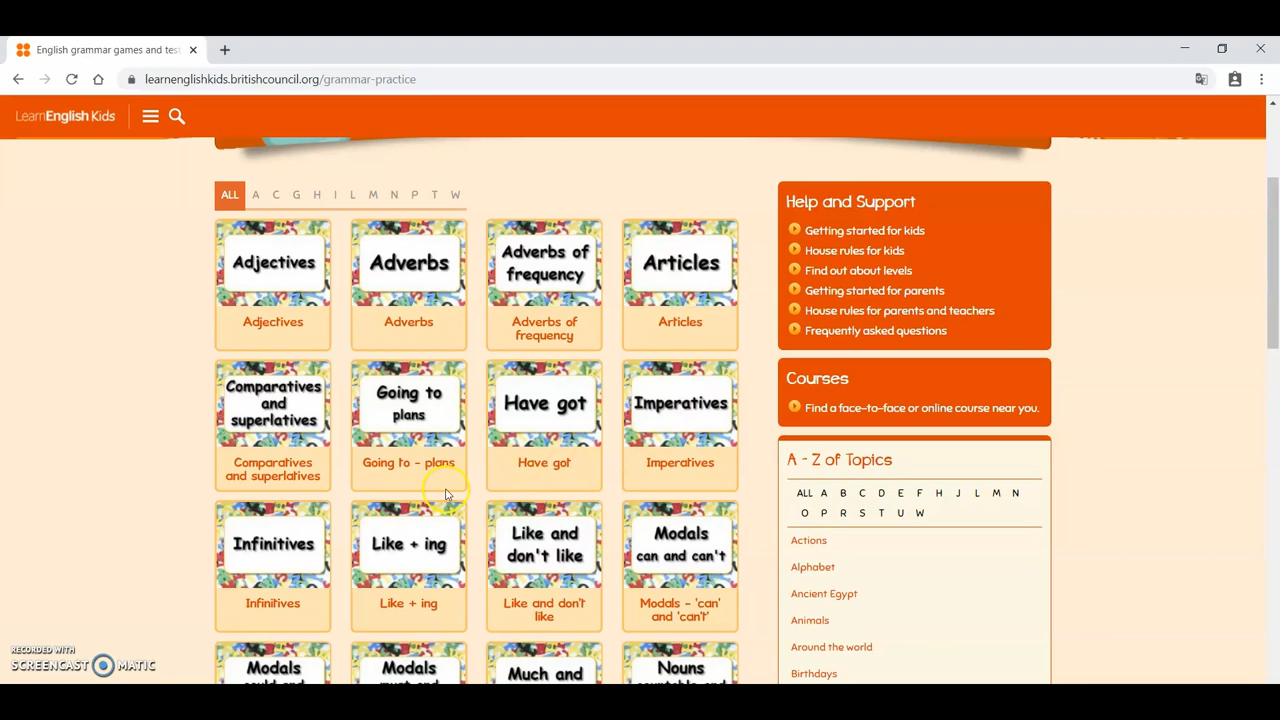 English grammar games and test
learnenglishkids.britishcouncil.org/grammar-practice
LearnEnglish Kids
ALL A C G H I L M N P T W
Adjectives
Adverbs
Adverbs of
frequency
Articles
Adjectives
Adverbs
Adverbs of
frequency
Articles
Comparatives
and
superlatives
Going to
plans
Have got
Imperatives
Comparatives
and superlatives
Going to - plans
Have got
Imperatives
Infinitives
Like + ing
Like and
don't like
Modals
can and can't
Infinitives
Like + ing
Like and don't
like
Modals - 'can'
and 'can't'
Modals
Modals
Much and
Nouns
Help and Support
Getting started for kids
House rules for kids
Find out about levels
Getting started for parents
House rules for parents and teachers
Frequently asked questions
Courses
Find a face-to-face or online course near you.
A - Z of Topics
ALL A B C D E F H J L M N
O P R S T U W
Actions
Alphabet
Ancient Egypt
Animals
Around the world
Birthdays
RECORDED WITH
SCREENCAST MATIC